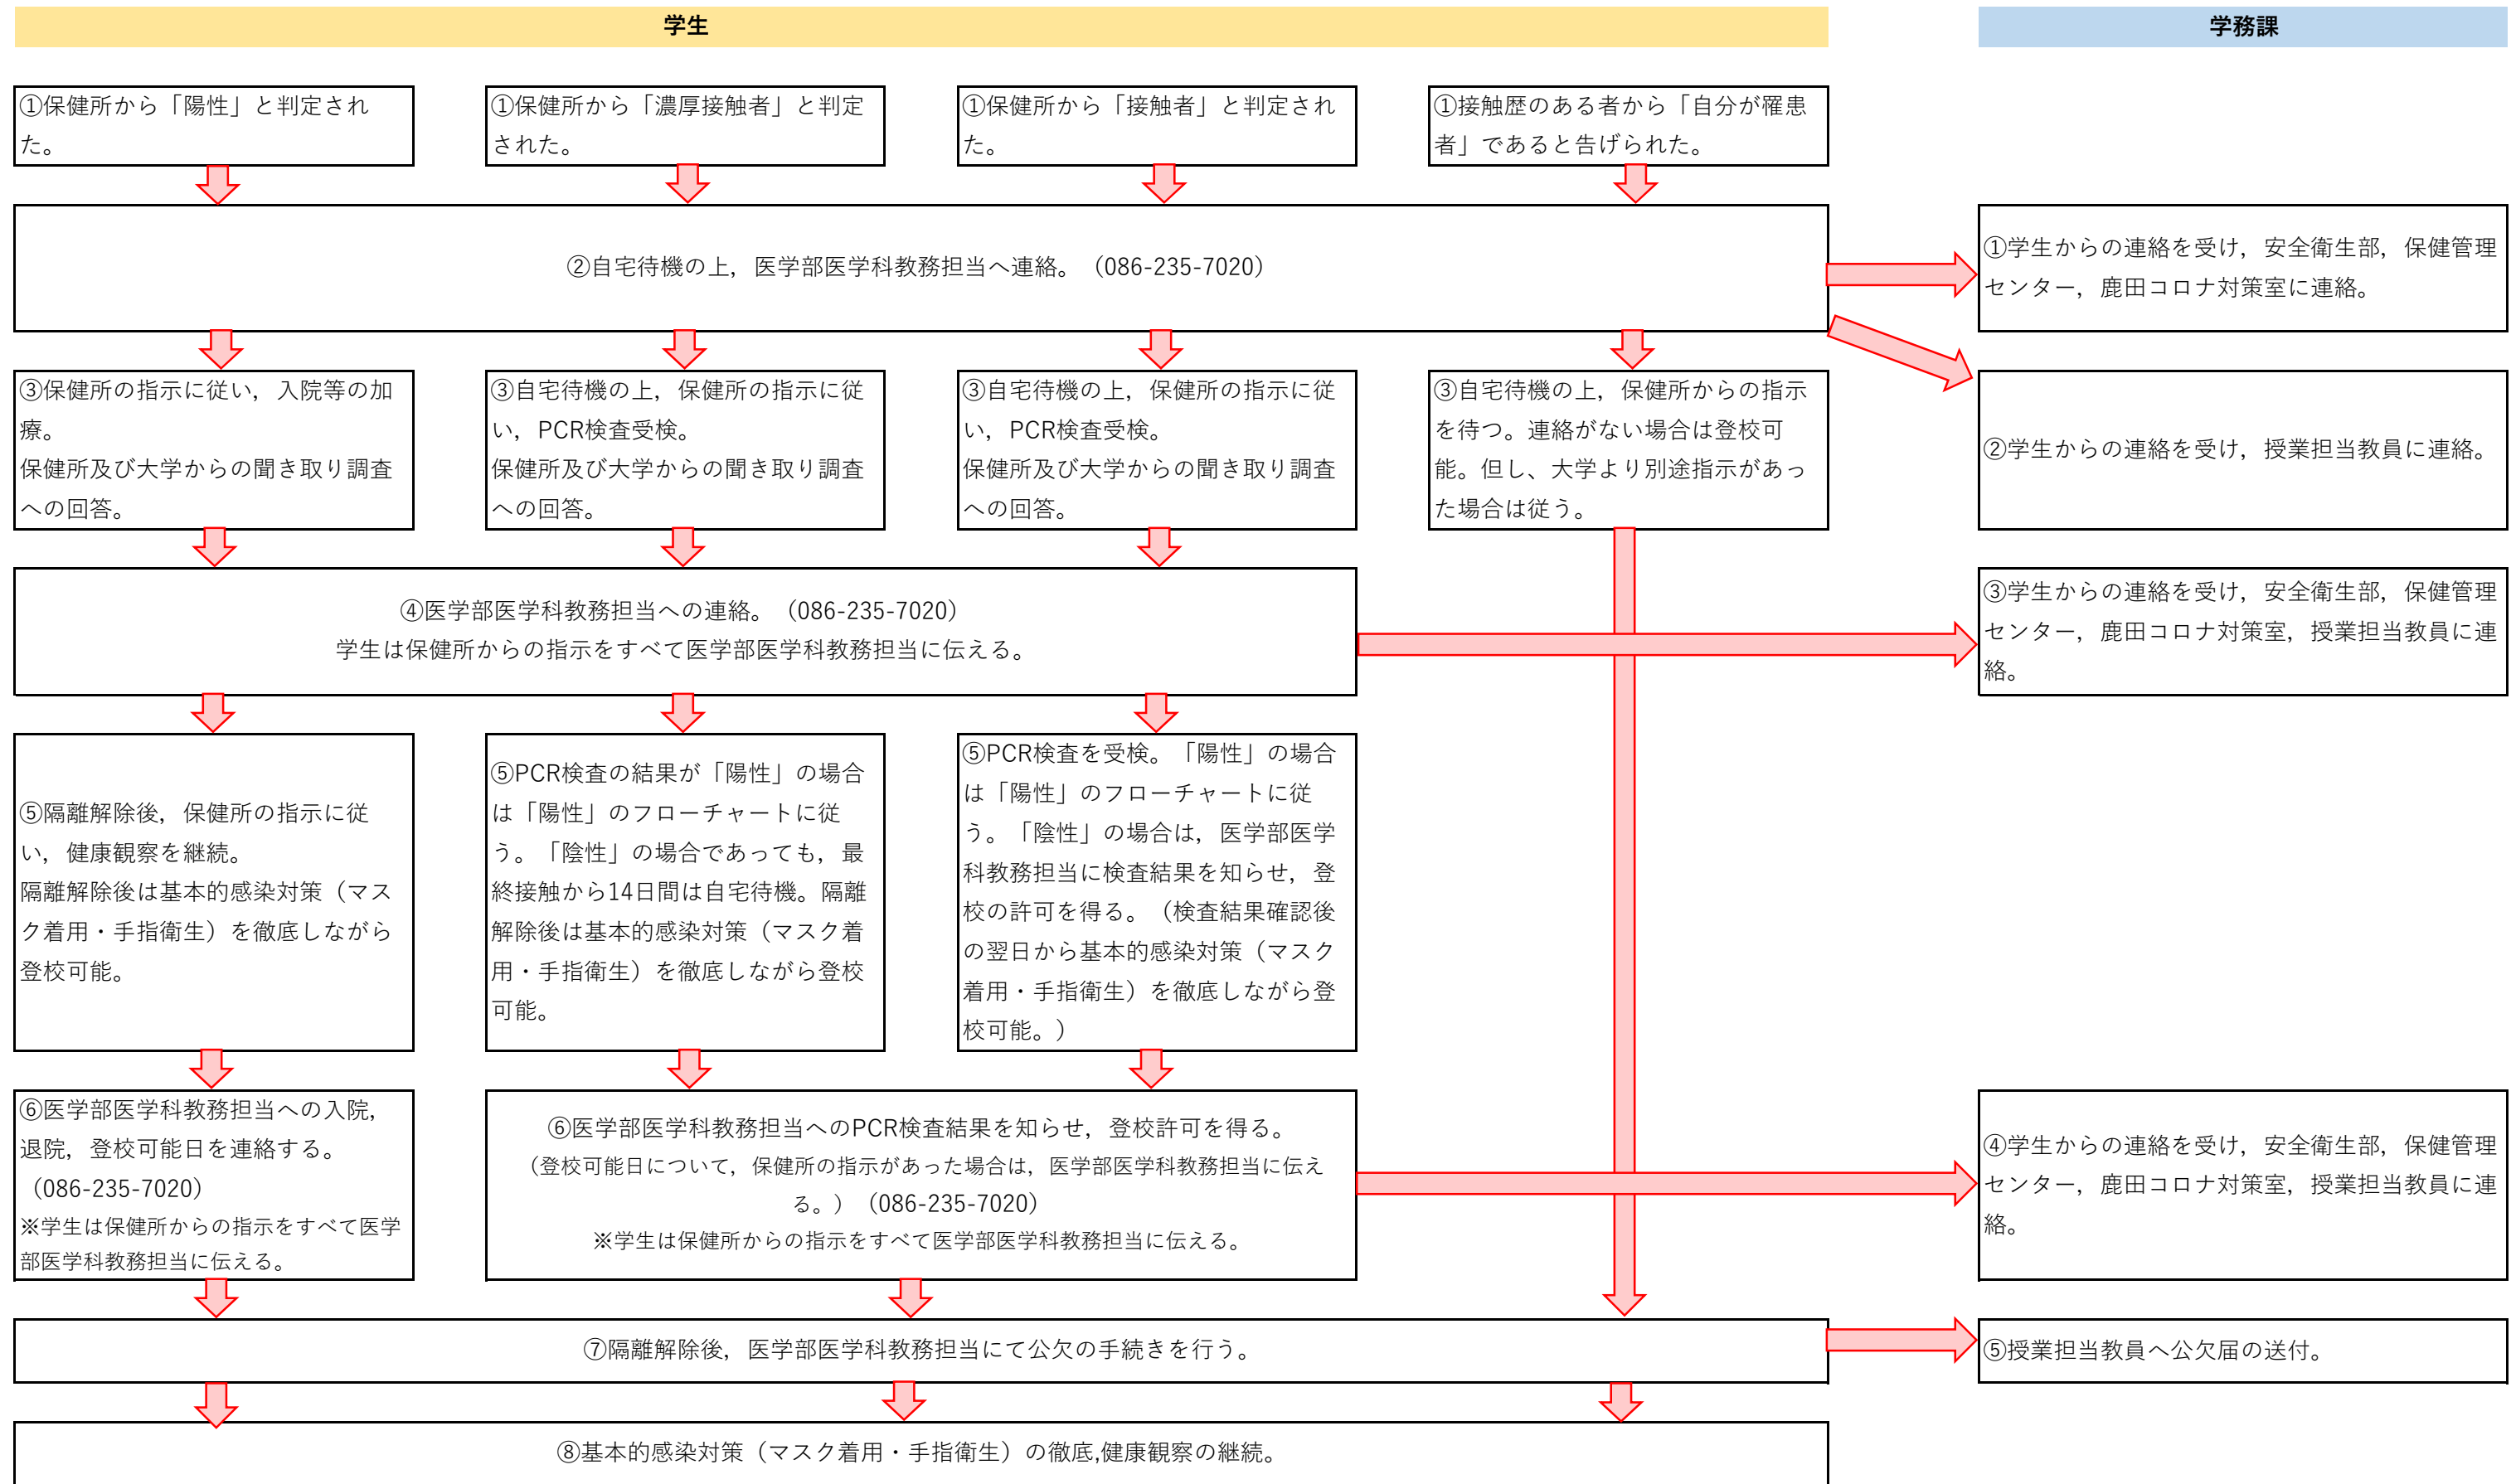 学生
学務課
①保健所から「陽性」と判定され
た。
①保健所から「濃厚接触者」と判定
された。
①保健所から「接触者」と判定され
た。
①接触歴のある者から「自分が罹患
者」であると告げられた。
②自宅待機の上，医学部医学科教務担当へ連絡。（086-235-7020）
①学生からの連絡を受け，安全衛生部，保健管理
センター，鹿田コロナ対策室に連絡。
③保健所の指示に従い，入院等の加
療。
保健所及び大学からの聞き取り調査
への回答。
③自宅待機の上，保健所の指示に従
い，PCR検査受検。
保健所及び大学からの聞き取り調査
への回答。
③自宅待機の上，保健所の指示に従
い，PCR検査受検。
保健所及び大学からの聞き取り調査
への回答。
③自宅待機の上，保健所からの指示
を待つ。連絡がない場合は登校可
能。但し、大学より別途指示があっ
た場合は従う。
②学生からの連絡を受け，授業担当教員に連絡。
④医学部医学科教務担当への連絡。（086-235-7020）
学生は保健所からの指示をすべて医学部医学科教務担当に伝える。
③学生からの連絡を受け，安全衛生部，保健管理
センター，鹿田コロナ対策室，授業担当教員に連
絡。
⑤隔離解除後，保健所の指示に従
い，健康観察を継続。
隔離解除後は基本的感染対策（マス
ク着用・手指衛生）を徹底しながら
登校可能。
⑤PCR検査の結果が「陽性」の場合
は「陽性」のフローチャートに従
う。「陰性」の場合であっても，最
終接触から14日間は自宅待機。隔離
解除後は基本的感染対策（マスク着
用・手指衛生）を徹底しながら登校
可能。
⑤PCR検査を受検。「陽性」の場合
は「陽性」のフローチャートに従
う。「陰性」の場合は，医学部医学
科教務担当に検査結果を知らせ，登
校の許可を得る。（検査結果確認後
の翌日から基本的感染対策（マスク
着用・手指衛生）を徹底しながら登
校可能。）
⑥医学部医学科教務担当への入院，
退院，登校可能日を連絡する。
（086-235-7020）
※学生は保健所からの指示をすべて医学
部医学科教務担当に伝える。
⑥医学部医学科教務担当へのPCR検査結果を知らせ，登校許可を得る。
（登校可能日について，保健所の指示があった場合は，医学部医学科教務担当に伝え
る。）（086-235-7020）
※学生は保健所からの指示をすべて医学部医学科教務担当に伝える。
④学生からの連絡を受け，安全衛生部，保健管理
センター，鹿田コロナ対策室，授業担当教員に連
絡。
⑦隔離解除後，医学部医学科教務担当にて公欠の手続きを行う。
⑤授業担当教員へ公欠届の送付。
⑧基本的感染対策（マスク着用・手指衛生）の徹底,健康観察の継続。